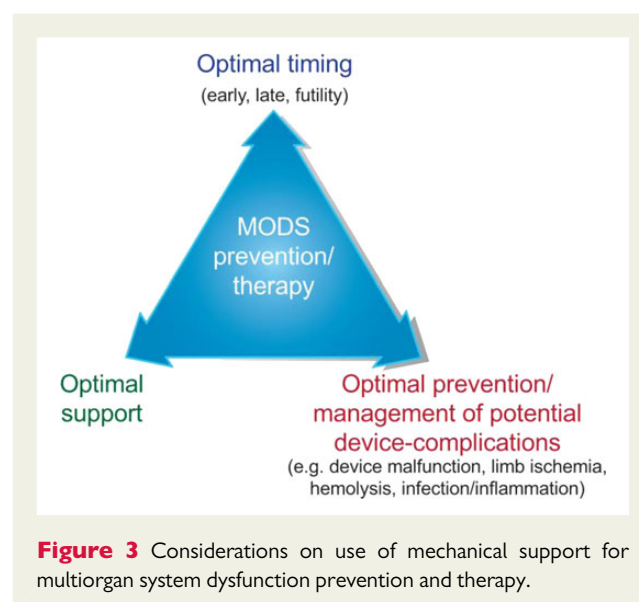 Optimal timing
(early, late, futility)
MODS
prevention/
therapy
Optimal
support
Optimal prevention/
management of potential
device-complications
(e.g. device malfunction, limb ischemia,
hemolysis, infection/inflammation)
Figure 3 Considerations on use of mechanical support for
multiorgan system dysfunction prevention and therapy.